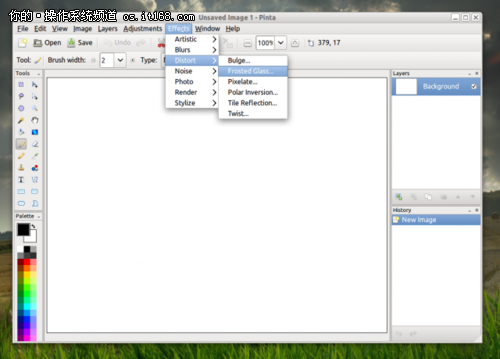 你的·操作系统频道 os.it168.com
Unsaved Image 1 - Pinta
File Edit View Image Layers Adjustments Effects Window Help
Open Save Undo 100% 379, 17
Tool: Brush width: 2 Type:
Artistic
Blurs
Distort
Noise
Photo
Render
Stylize
Bulge...
Frosted Glass...
Pixelate...
Polar Inversion...
Tile Reflection...
Twist...
Tools
Palette
Layers
Background
History
New Image